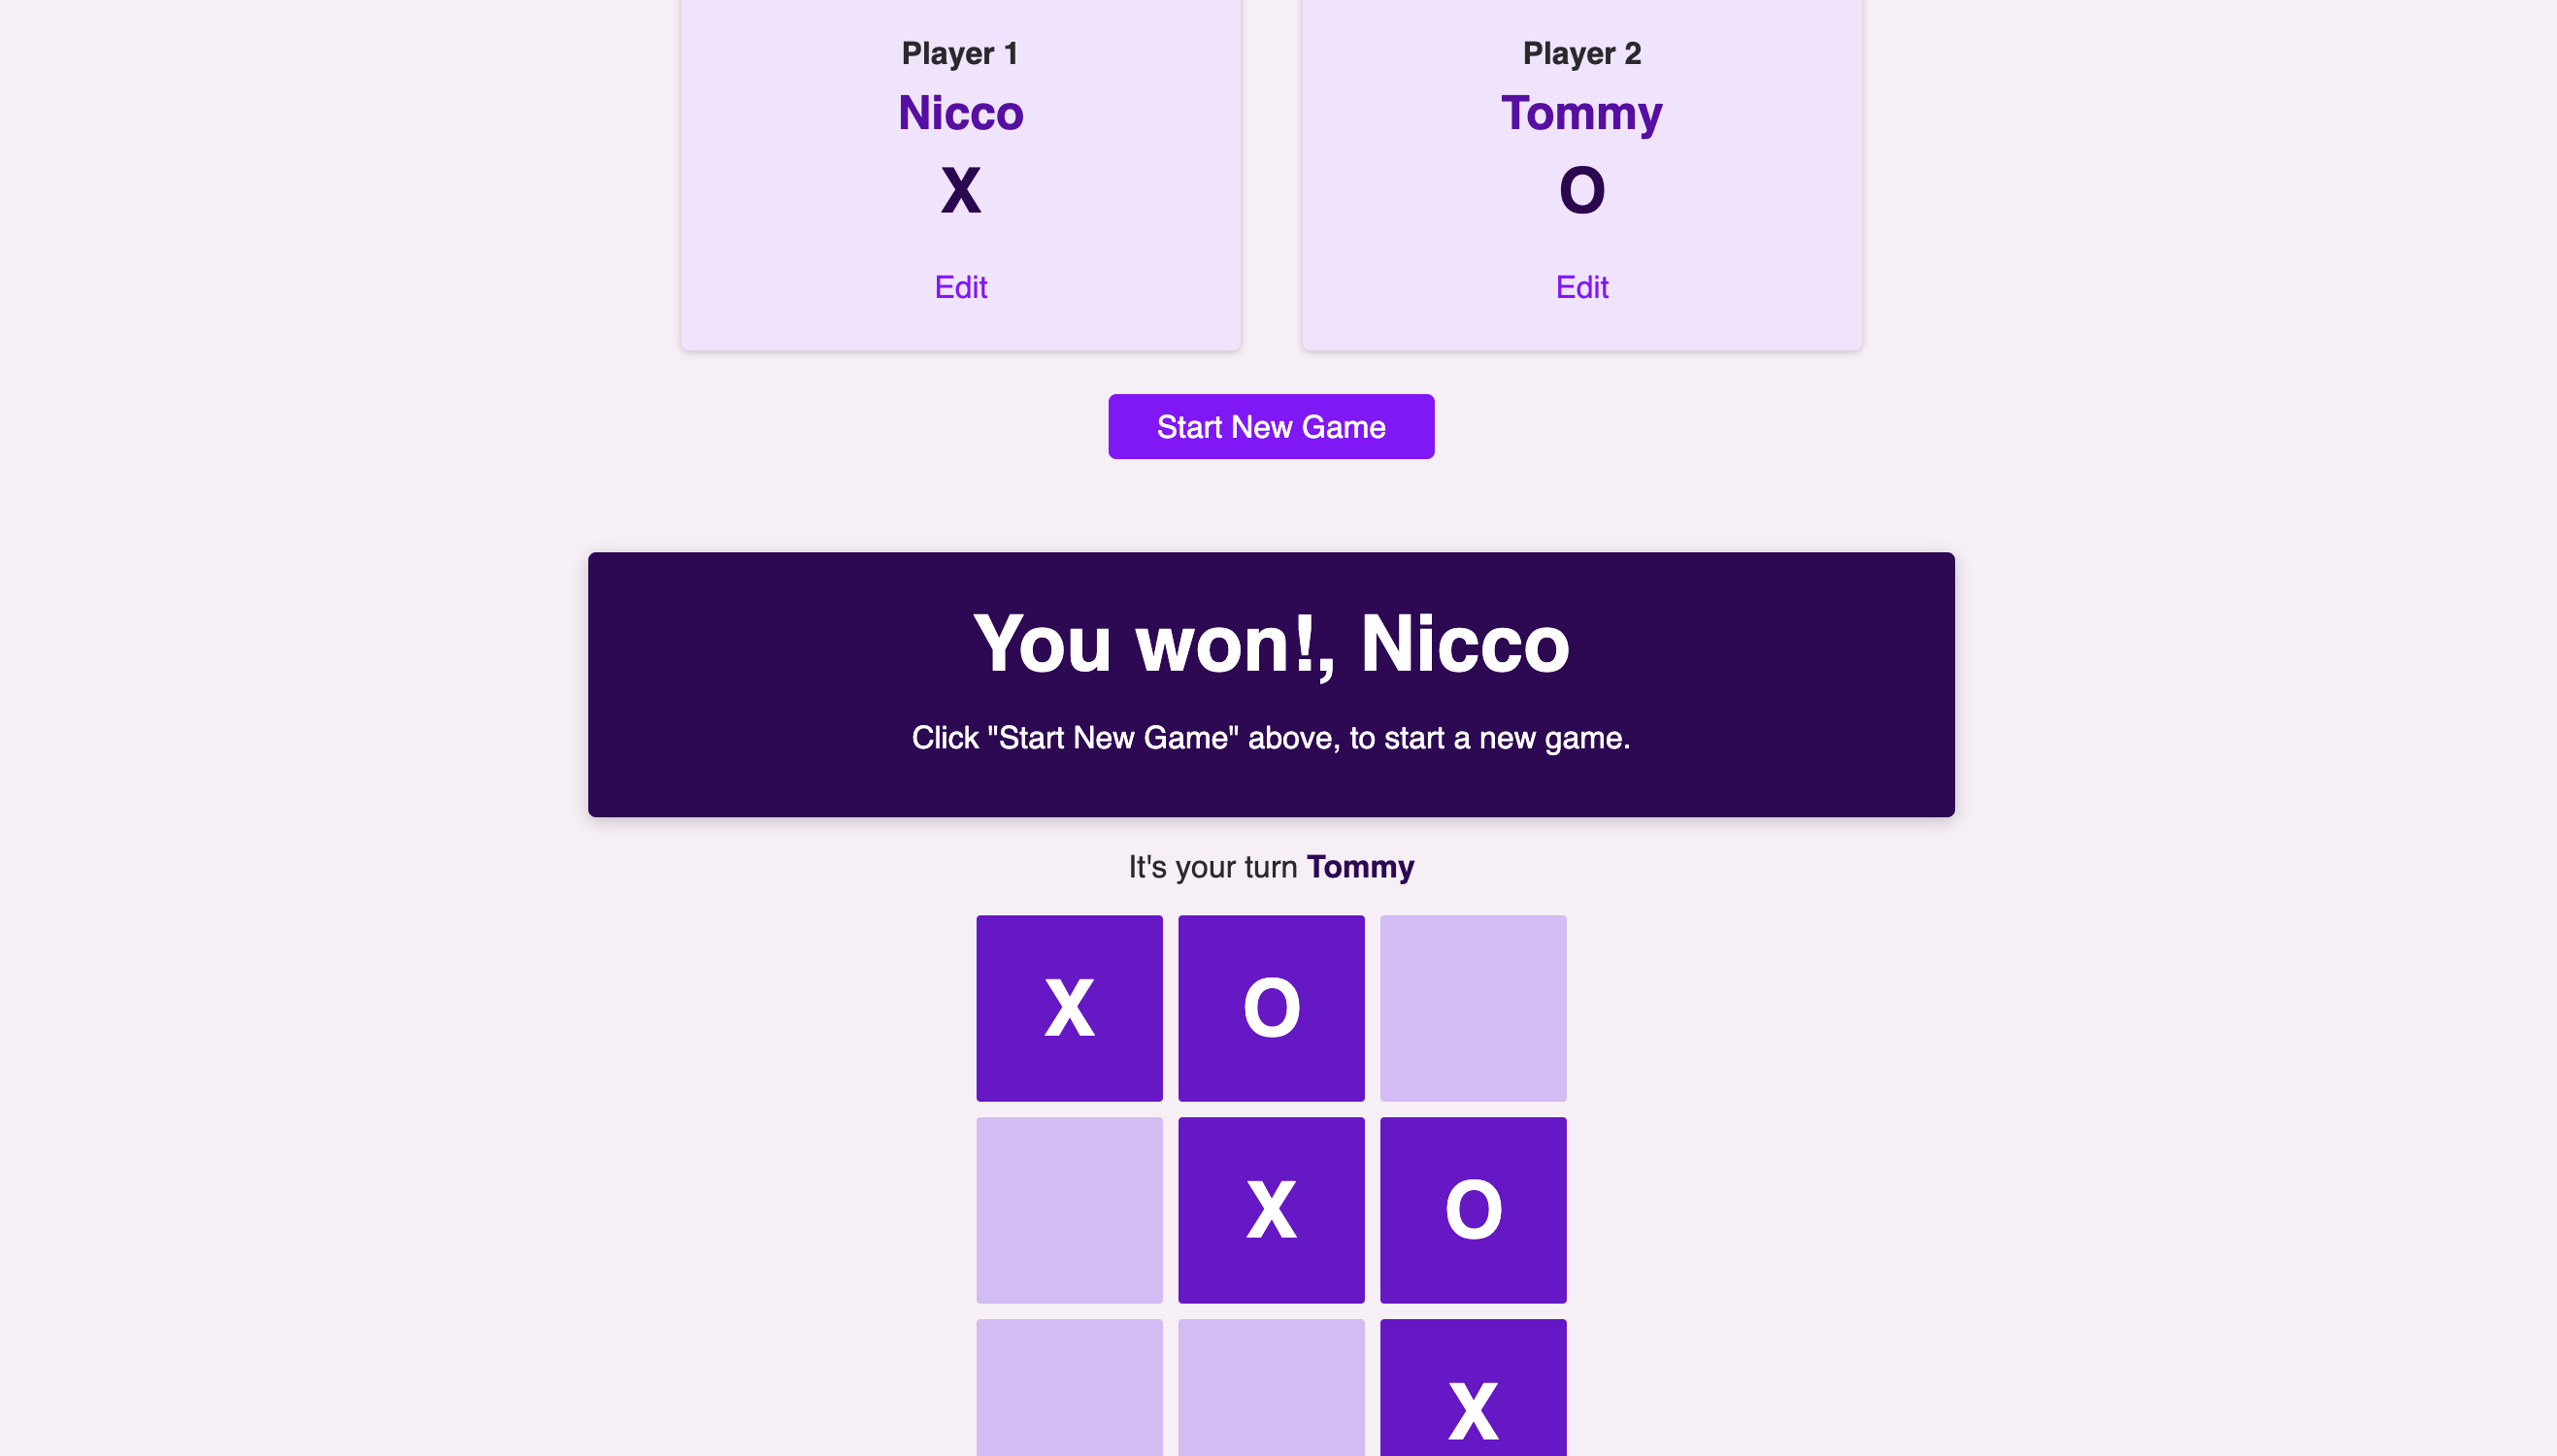 Player 1
Nicco
X
Edit
Player 2
Tommy
O
Edit
Start New Game
You won!, Nicco
Click "Start New Game" above, to start a new game.
It's your turn Tommy
X O
X O
X